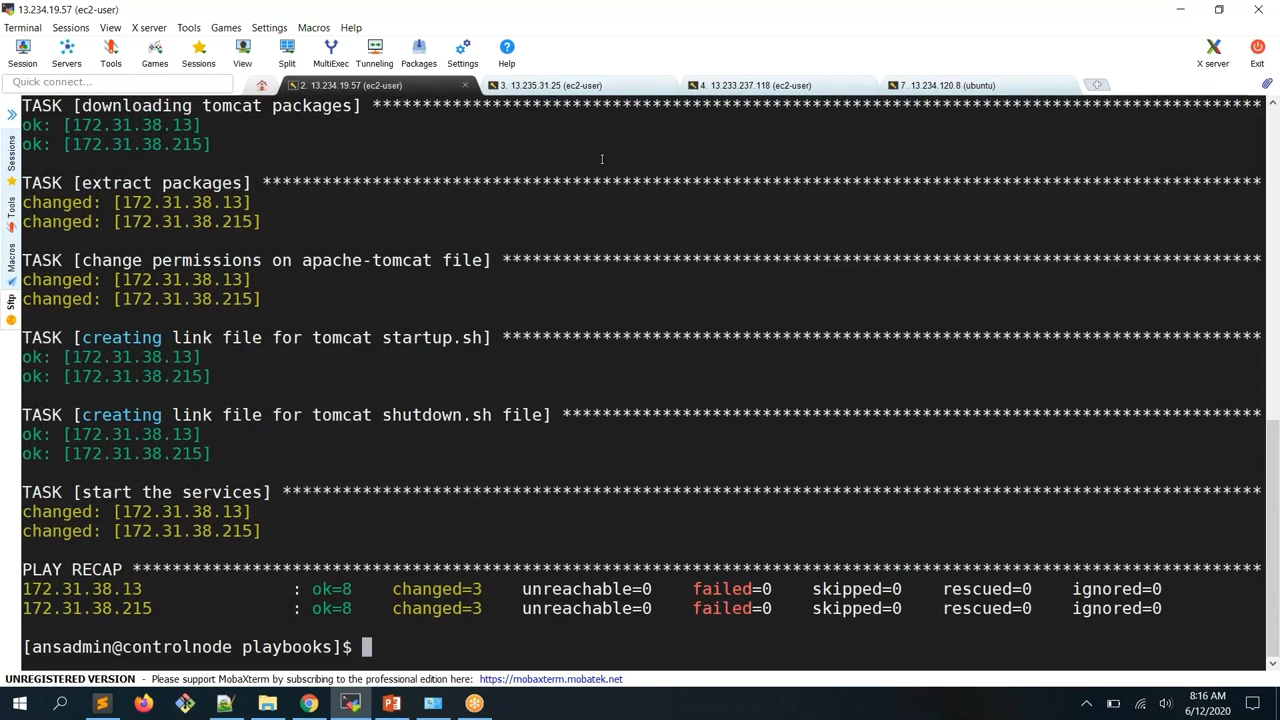 13.234.19.57 (ec2-user)
Terminal Sessions View X server Tools Games Settings Macros Help
Session Servers Tools Games Sessions View Split MultiExec Tunneling Packages Settings Help X server Exit
Quick connect... 2. 13.234.19.57 (ec2-user) 3. 13.235.31.25 (ec2-user) 4. 13.233.237.118 (ec2-user) 7. 13.234.120.8 (ubuntu)
Sessions
Tools
Macros
Sftp
TASK [downloading tomcat packages] *****************************************************************************************
ok: [172.31.38.13]
ok: [172.31.38.215]
TASK [extract packages] ****************************************************************************************************
changed: [172.31.38.13]
changed: [172.31.38.215]
TASK [change permissions on apache-tomcat file] ****************************************************************************
changed: [172.31.38.13]
changed: [172.31.38.215]
TASK [creating link file for tomcat startup.sh] ****************************************************************************
ok: [172.31.38.13]
ok: [172.31.38.215]
TASK [creating link file for tomcat shutdown.sh file] **********************************************************************
ok: [172.31.38.13]
ok: [172.31.38.215]
TASK [start the services] **************************************************************************************************
changed: [172.31.38.13]
changed: [172.31.38.215]
PLAY RECAP *****************************************************************************************************************
172.31.38.13 : ok=8 changed=3 unreachable=0 failed=0 skipped=0 rescued=0 ignored=0
172.31.38.215 : ok=8 changed=3 unreachable=0 failed=0 skipped=0 rescued=0 ignored=0
[ansadmin@controlnode playbooks]$
UNREGISTERED VERSION - Please support MobaXterm by subscribing to the professional edition here: https://mobaxterm.mobatek.net
8:16 AM
6/12/2020